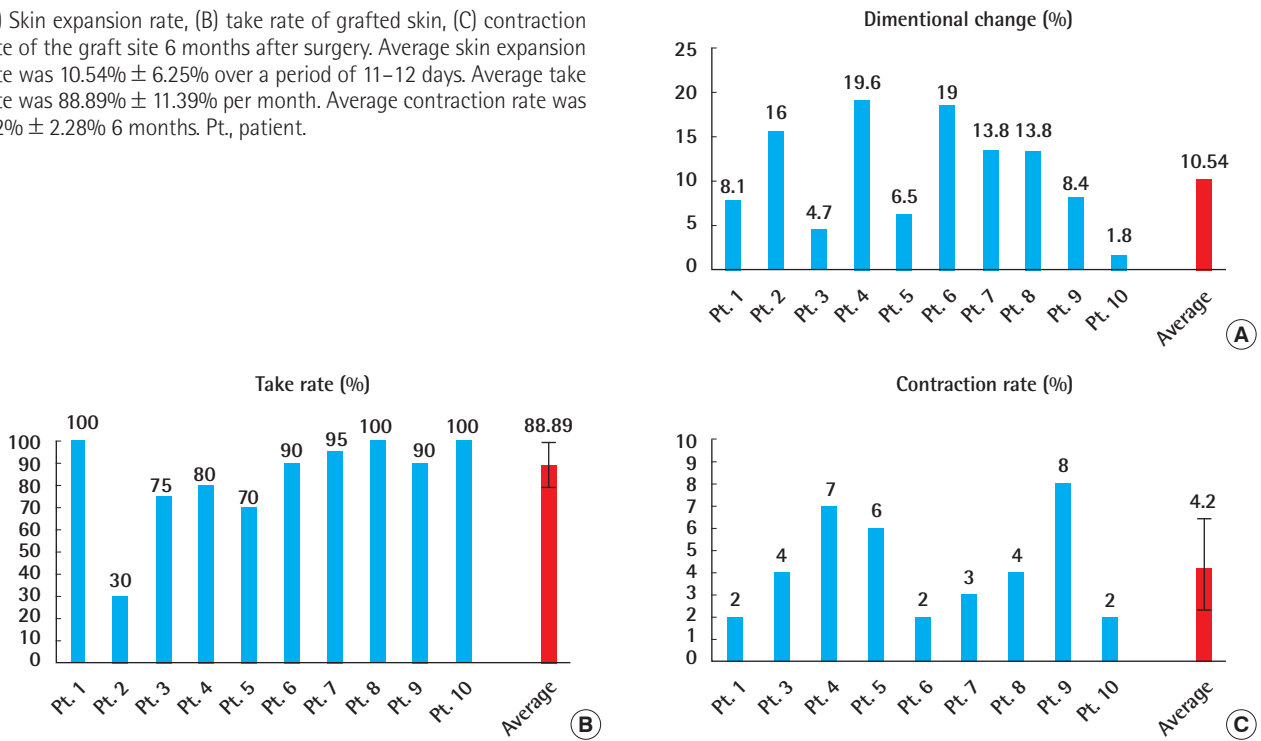 ) Skin expansion rate, (B) take rate of grafted skin, (C) contraction
te of the graft site 6 months after surgery. Average skin expansion
te was 10.54% ± 6.25% over a period of 11–12 days. Average take
te was 88.89% ± 11.39% per month. Average contraction rate was
2% ± 2.28% 6 months. Pt., patient.
Dimentional change (%)
25
20
15
10
5
0
8.1
16
4.7
19.6
6.5
19
13.8
13.8
8.4
1.8
10.54
Pt. 1
Pt. 2
Pt. 3
Pt. 4
Pt. 5
Pt. 6
Pt. 7
Pt. 8
Pt. 9
Pt. 10
Average
A
Take rate (%)
100
90
80
70
60
50
40
30
20
10
0
100
30
75
80
70
90
95
100
90
100
88.89
Pt. 1
Pt. 2
Pt. 3
Pt. 4
Pt. 5
Pt. 6
Pt. 7
Pt. 8
Pt. 9
Pt. 10
Average
B
Contraction rate (%)
10
9
8
7
6
5
4
3
2
1
0
2
4
7
6
2
3
4
8
2
4.2
Pt. 1
Pt. 3
Pt. 4
Pt. 5
Pt. 6
Pt. 7
Pt. 8
Pt. 9
Pt. 10
Average
C